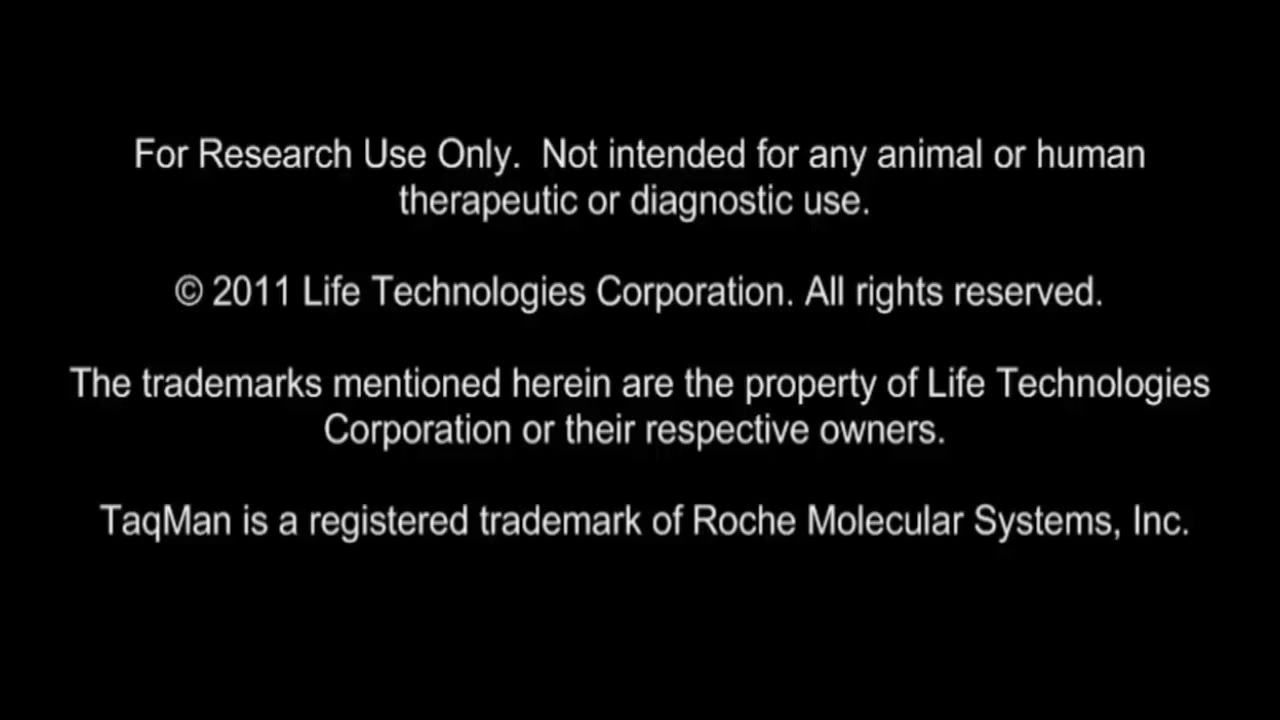 For Research Use Only.  Not intended for any animal or human
therapeutic or diagnostic use.
© 2011 Life Technologies Corporation. All rights reserved.
The trademarks mentioned herein are the property of Life Technologies
Corporation or their respective owners.
TaqMan is a registered trademark of Roche Molecular Systems, Inc.